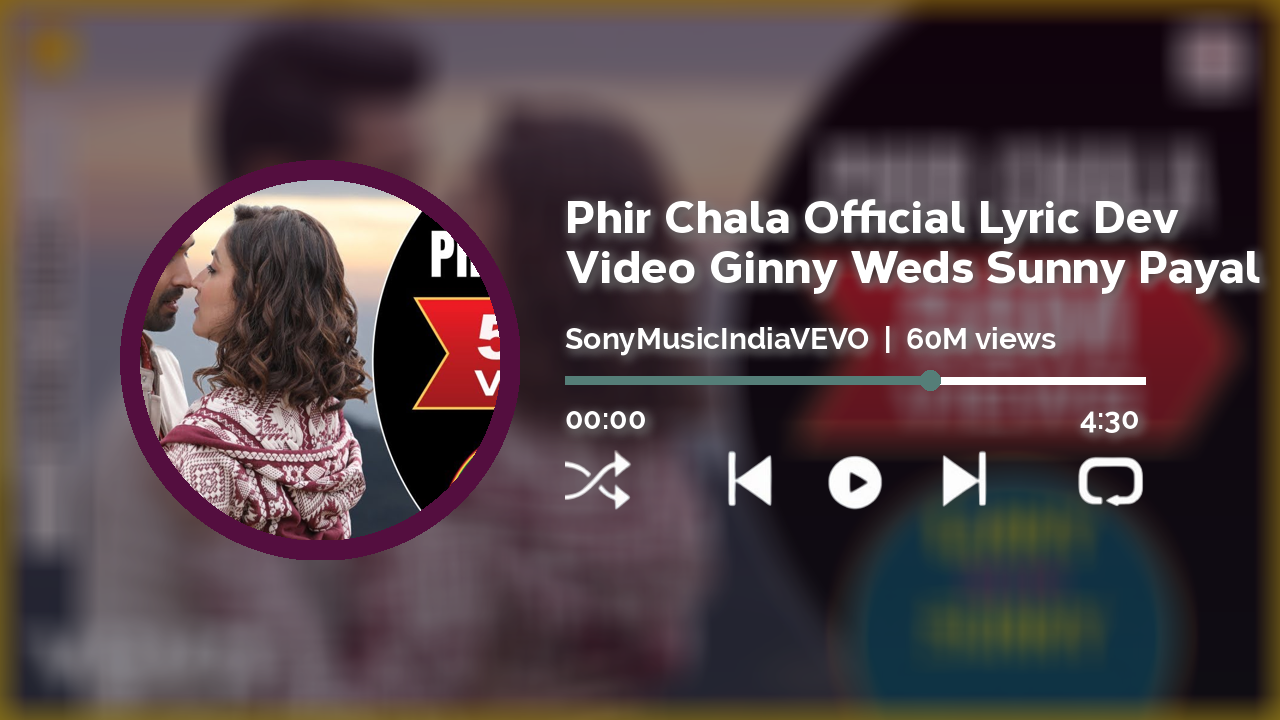 Phir Chala Official Lyric Dev
Video Ginny Weds Sunny Payal
SonyMusicIndiaVEVO | 60M views
00:00
4:30